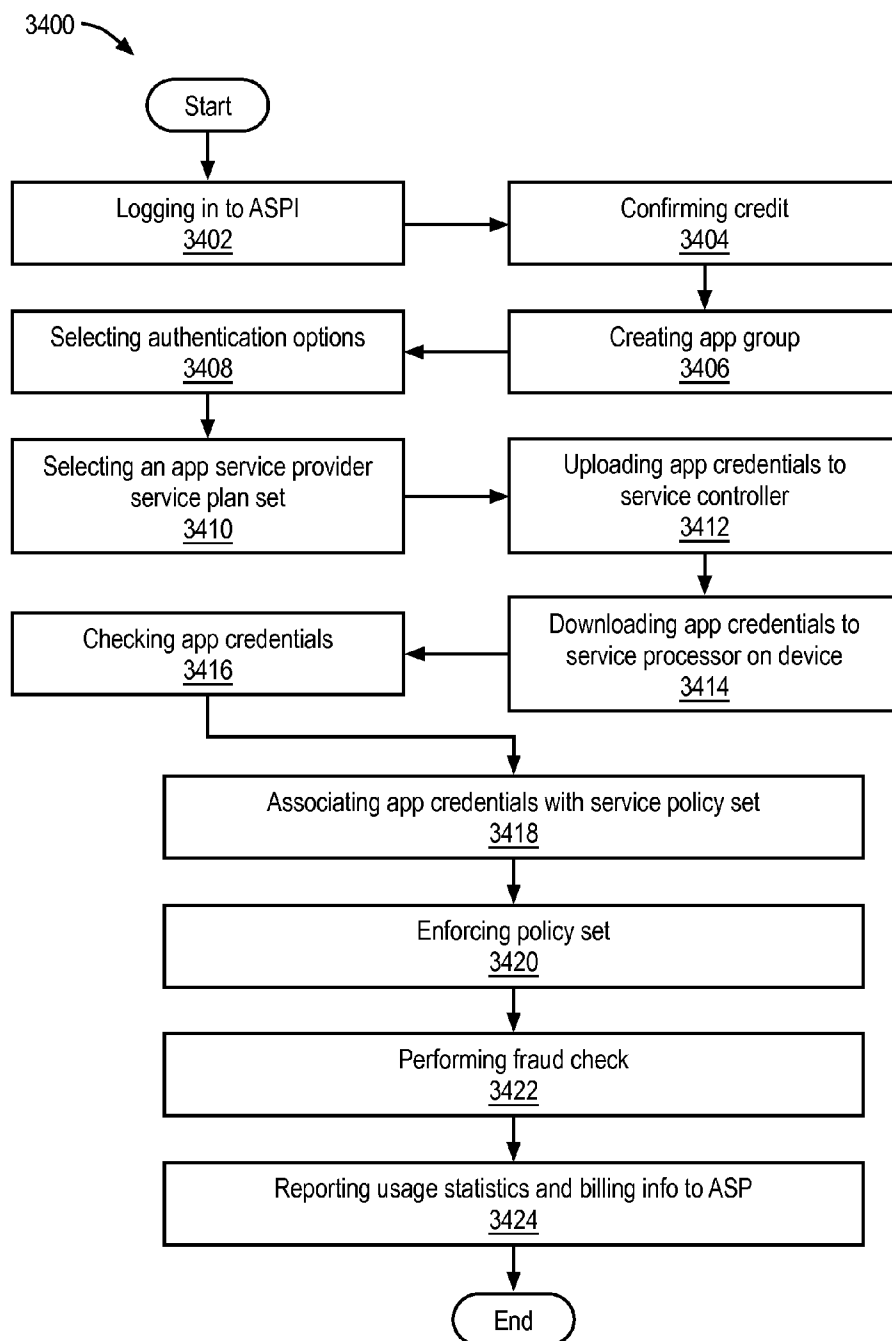 3400
Start
Logging in to ASPI
3402
Confirming credit
3404
Creating app group
3406
Selecting authentication options
3408
Selecting an app service provider
service plan set
3410
Uploading app credentials to
service controller
3412
Downloading app credentials to
service processor on device
3414
Checking app credentials
3416
Associating app credentials with service policy set
3418
Enforcing policy set
3420
Performing fraud check
3422
Reporting usage statistics and billing info to ASP
3424
End